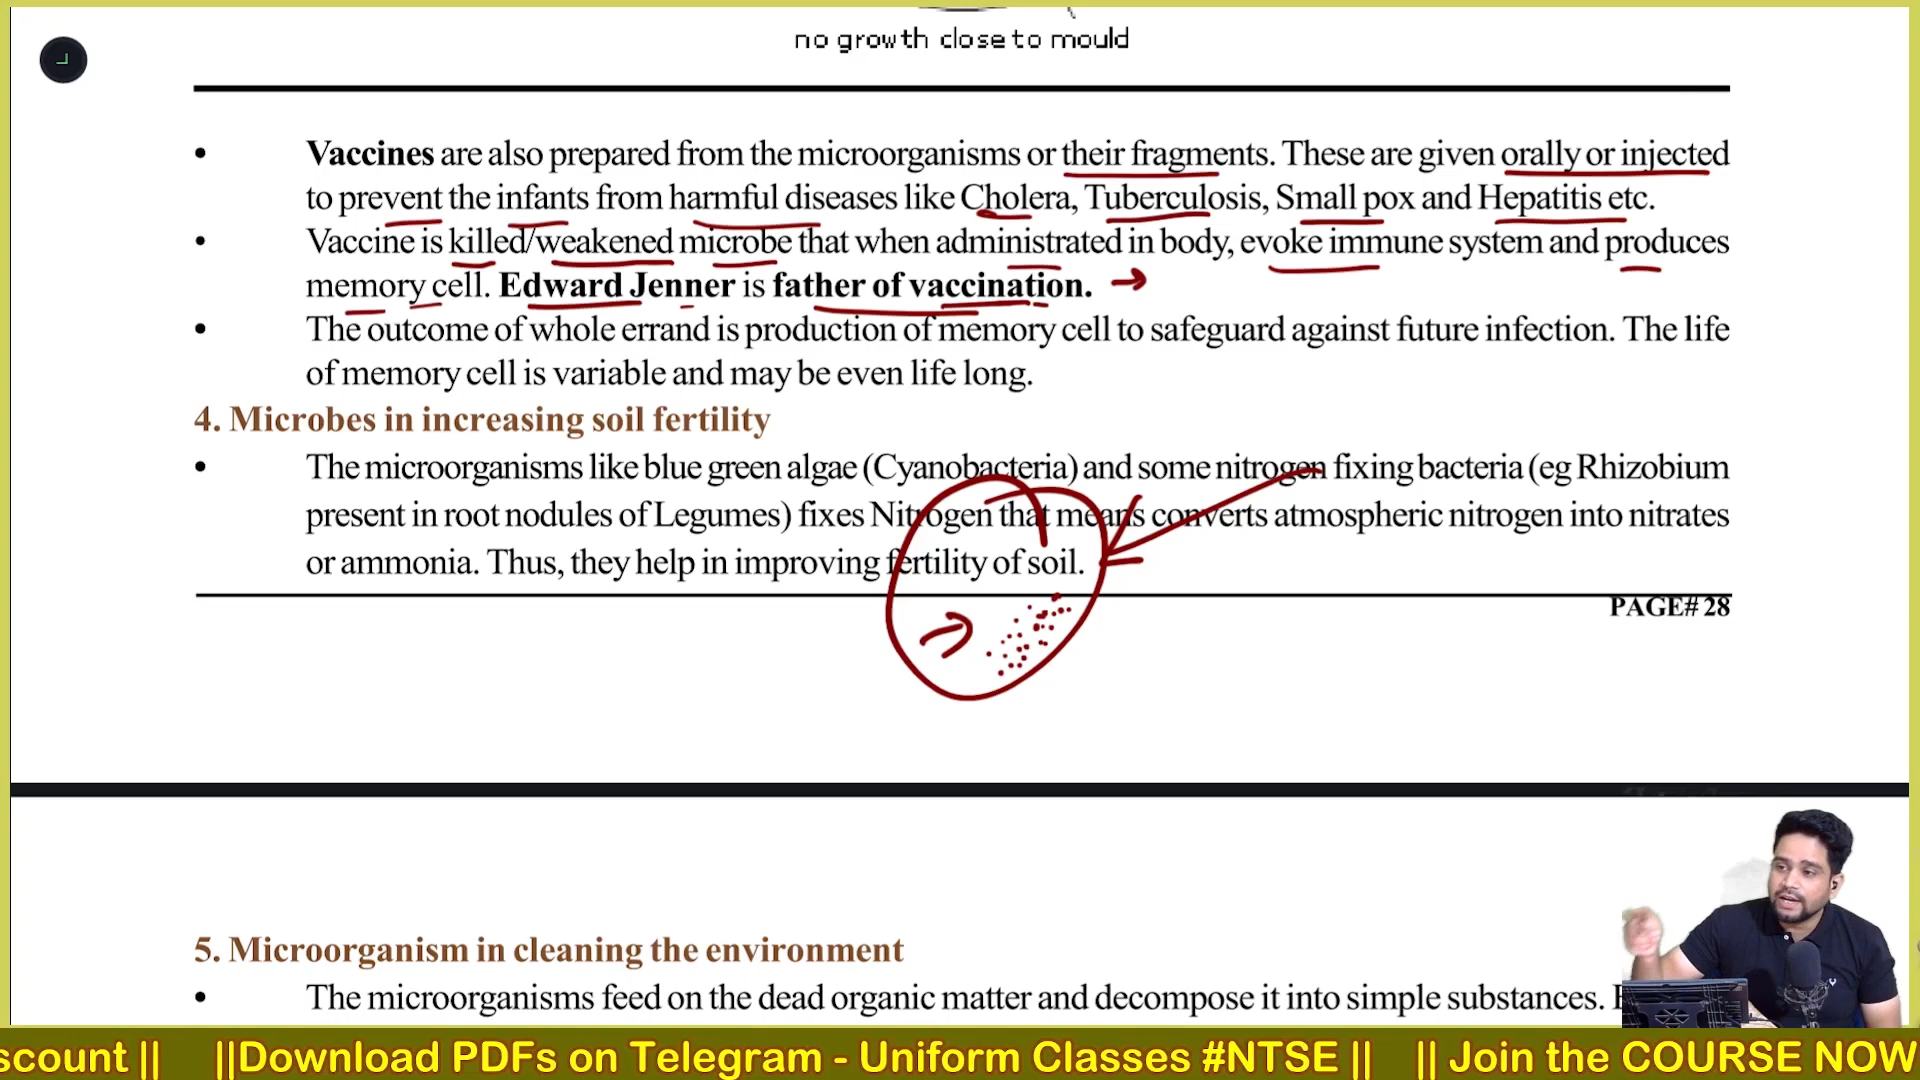 no growth close to mould
• Vaccines are also prepared from the microorganisms or their fragments. These are given orally or injected
to prevent the infants from harmful diseases like Cholera, Tuberculosis, Small pox and Hepatitis etc.
• Vaccine is killed/weakened microbe that when administrated in body, evoke immune system and produces
memory cell. Edward Jenner is father of vaccination.
• The outcome of whole errand is production of memory cell to safeguard against future infection. The life
of memory cell is variable and may be even life long.
4. Microbes in increasing soil fertility
• The microorganisms like blue green algae (Cyanobacteria) and some nitrogen fixing bacteria (eg Rhizobium
present in root nodules of Legumes) fixes Nitrogen that means converts atmospheric nitrogen into nitrates
or ammonia. Thus, they help in improving fertility of soil.
PAGE# 28
5. Microorganism in cleaning the environment
• The microorganisms feed on the dead organic matter and decompose it into simple substances.
scount || ||Download PDFs on Telegram - Uniform Classes #NTSE || || Join the COURSE NOW